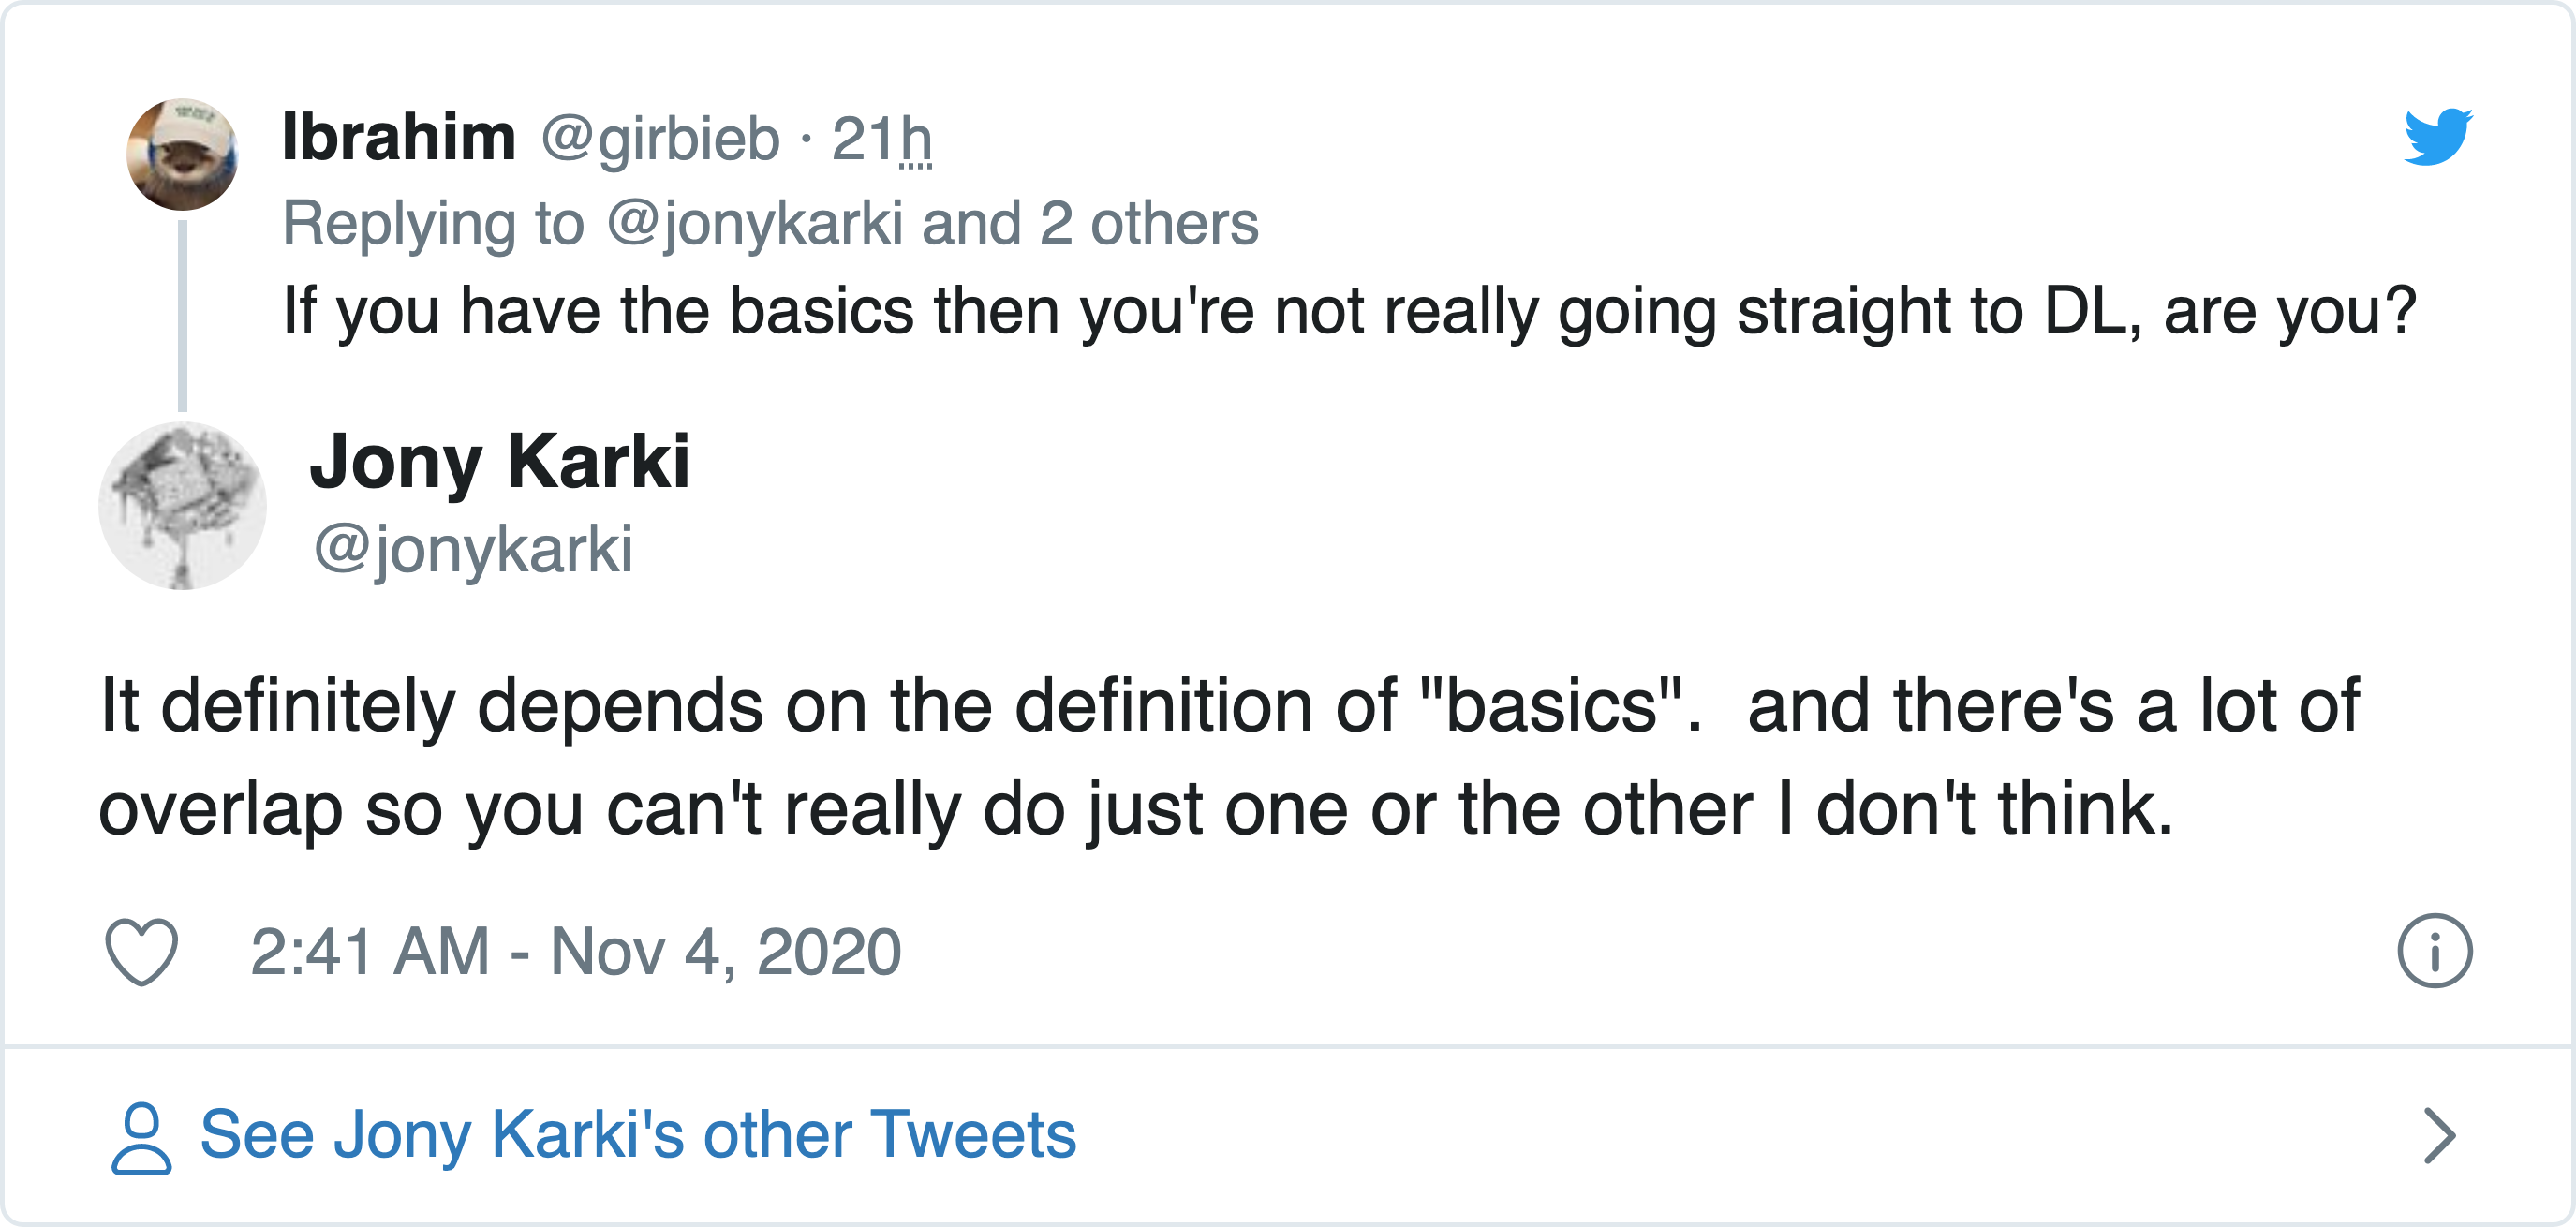 Ibrahim @girbieb · 21h
Replying to @jonykarki and 2 others
If you have the basics then you're not really going straight to DL, are you?
Jony Karki
@jonykarki
It definitely depends on the definition of "basics".  and there's a lot of
overlap so you can't really do just one or the other I don't think.
2:41 AM - Nov 4, 2020
See Jony Karki's other Tweets